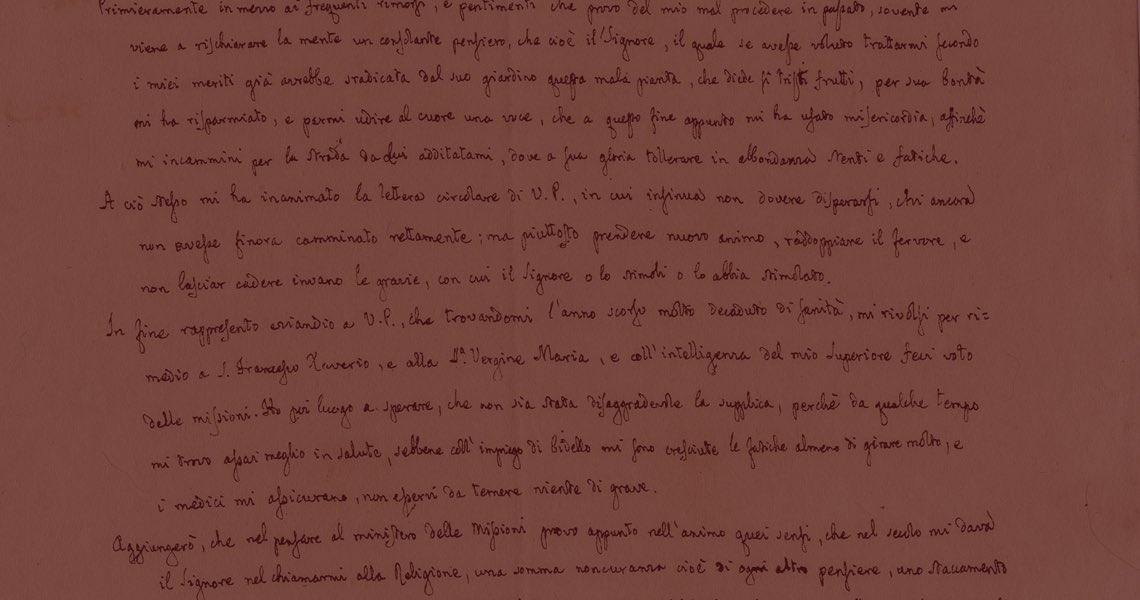 Primieramente in mezzo ai frequenti rimorsi, e pentimenti che provo del mio mal procedere in passato, sovente mi
viene a rischiarare la mente un consolante pensiero, che cioè il Signore, il quale se avesse voluto trattarmi secondo
i miei meriti già avrebbe sradicata dal suo giardino questa mala pianta, che diede sì tristi frutti, per sua bontà
mi ha risparmiato, e parmi udire al cuore una voce, che a questo fine appunto mi ha usato misericordia, affinchè
mi incammini per la strada da Lui additatami, dove a sua gloria tollerare in abbondanza stenti e fatiche.
A ciò stesso mi ha inanimato la lettera circolare di V.P., in cui insinua non dovere disperarsi, chi ancora
non avesse finora camminato rettamente; ma piuttosto prendere nuovo animo, raddoppiare il fervore, e
non lasciar cadere invano le grazie, con cui il Signore o lo stimoli o lo abbia stimolato.
In fine rappresento eziandio a V.P., che trovandomi l'anno scorso molto decaduto di sanità, mi rivolsi per ri=
medio a S. Francesco Xaverio, e alla Sª. Vergine Maria, e coll'intelligenza del mio Superiore feci voto
delle missioni. Ho poi luogo a sperare, che non sia stata disaggradevole la supplica, perchè da qualche tempo
mi trovo assai meglio in salute, sebbene coll'impiego di Bidello mi sono cresciute le fatiche almeno di girare molto, e
i medici mi assicurano, non esservi da temere niente di grave.
Aggiungerò, che nel pensare al ministero delle Missioni provo appunto nell'animo quei sensi, che nel secolo mi dava
il Signore nel chiamarmi alla Religione, una somma noncuranza cioè di ogni altro pensiere, uno staccamento